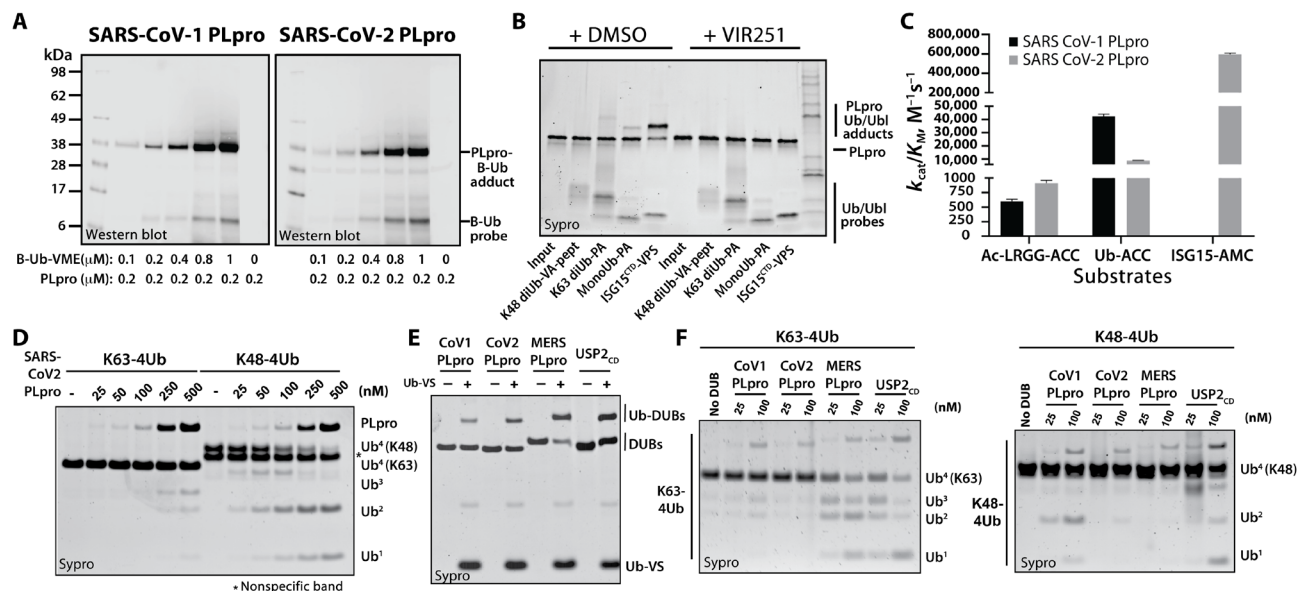 A
SARS-CoV-1 PLpro
SARS-CoV-2 PLpro
kDa
98
62
49
38
28
17
6
Western blot
Western blot
PLpro-
B-Ub
adduct
B-Ub
probe
B-Ub-VME(μM): 0.1 0.2 0.4 0.8 1 0 0.1 0.2 0.4 0.8 1 0
PLpro (μM): 0.2 0.2 0.2 0.2 0.2 0.2 0.2 0.2 0.2 0.2 0.2 0.2
B
+ DMSO
+ VIR251
PLpro
Ub/Ubl
adducts
PLpro
Ub/Ubl
probes
Sypro
Input
K48 diUb-VA-pept
K63 diUb-PA
MonoUb-PA
ISG15CTD-VPS
Input
K48 diUb-VA-pept
K63 diUb-PA
MonoUb-PA
ISG15CTD-VPS
C
SARS CoV-1 PLpro
SARS CoV-2 PLpro
kcat/KM, M−1s−1
800,000
600,000
400,000
200,000
50,000
40,000
30,000
20,000
10,000
1000
750
500
250
0
Ac-LRGG-ACC Ub-ACC ISG15-AMC
Substrates
D
SARS-
CoV2
PLpro
K63-4Ub
K48-4Ub
- 25 50 100 250 500 - 25 50 100 250 500 (nM)
PLpro
Ub4 (K48)
*
Ub4 (K63)
Ub3
Ub2
Ub1
Sypro
* Nonspecific band
E
CoV1
PLpro
CoV2
PLpro
MERS
PLpro
USP2CD
Ub-VS − + − + − + − +
Ub-DUBs
DUBs
Ub-VS
Sypro
F
K63-4Ub
No DUB
CoV1
PLpro
CoV2
PLpro
MERS
PLpro
USP2CD
25 100 25 100 25 100 25 100 (nM)
K63-
4Ub
Ub4 (K63)
Ub3
Ub2
Ub1
Sypro
K48-4Ub
No DUB
CoV1
PLpro
CoV2
PLpro
MERS
PLpro
USP2CD
25 100 25 100 25 100 25 100 (nM)
K48-
4Ub
Ub4 (K48)
Ub2
Ub1
Sypro